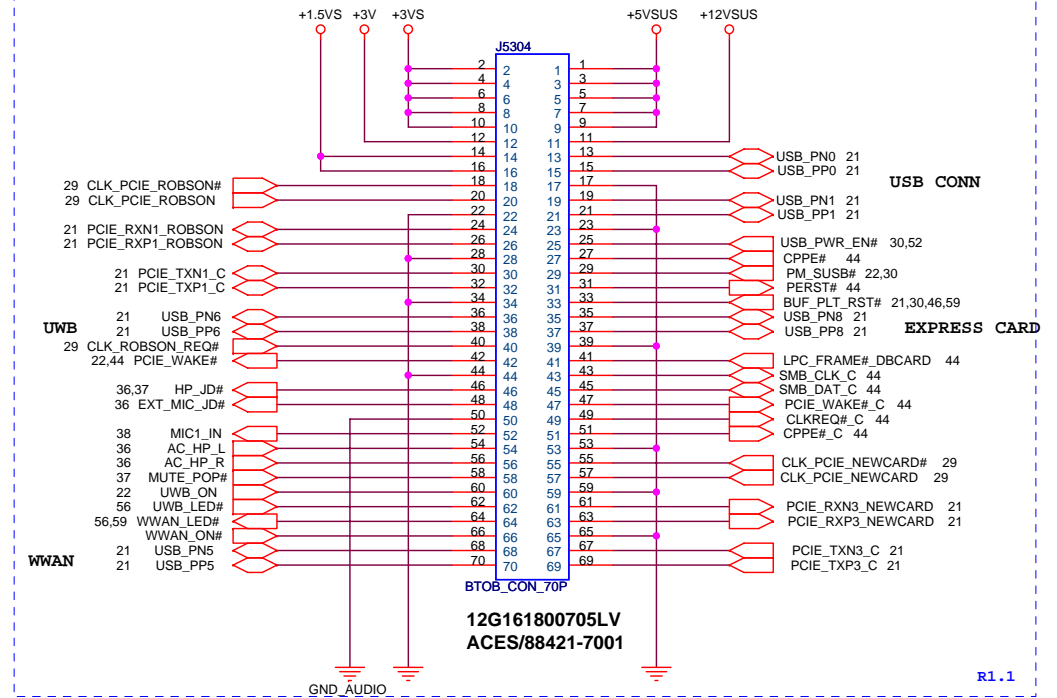 +1.5VS +3V +3VS +5VSUS +12VSUS
J5304
2 2 1 1
4 4 3 3
6 6 5 5
8 8 7 7
10 10 9 9
12 12 11 11
14 14 13 13 USB_PN0 21
16 16 15 15 USB_PP0 21
USB CONN
29 CLK_PCIE_ROBSON# 18 18 17 17
29 CLK_PCIE_ROBSON 20 20 19 19 USB_PN1 21
22 22 21 21 USB_PP1 21
21 PCIE_RXN1_ROBSON 24 24 23 23
21 PCIE_RXP1_ROBSON 26 26 25 25 USB_PWR_EN# 30,52
28 28 27 27 CPPE# 44
21 PCIE_TXN1_C 30 30 29 29 PM_SUSB# 22,30
21 PCIE_TXP1_C 32 32 31 31 PERST# 44
34 34 33 33 BUF_PLT_RST# 21,30,46,59
21 USB_PN6 36 36 35 35 USB_PN8 21
UWB 21 USB_PP6 38 38 37 37 USB_PP8 21 EXPRESS CARD
29 CLK_ROBSON_REQ# 40 40 39 39
22,44 PCIE_WAKE# 42 42 41 41 LPC_FRAME#_DBCARD 44
44 44 43 43 SMB_CLK_C 44
36,37 HP_JD# 46 46 45 45 SMB_DAT_C 44
36 EXT_MIC_JD# 48 48 47 47 PCIE_WAKE#_C 44
50 50 49 49 CLKREQ#_C 44
38 MIC1_IN 52 52 51 51 CPPE#_C 44
36 AC_HP_L 54 54 53 53
36 AC_HP_R 56 56 55 55 CLK_PCIE_NEWCARD# 29
37 MUTE_POP# 58 58 57 57 CLK_PCIE_NEWCARD 29
22 UWB_ON 60 60 59 59
56 UWB_LED# 62 62 61 61 PCIE_RXN3_NEWCARD 21
56,59 WWAN_LED# 64 64 63 63 PCIE_RXP3_NEWCARD 21
WWAN_ON# 66 66 65 65
21 USB_PN5 68 68 67 67 PCIE_TXN3_C 21
WWAN 21 USB_PP5 70 70 69 69 PCIE_TXP3_C 21
BTOB_CON_70P
12G161800705LV
ACES/88421-7001
GND_AUDIO
R1.1